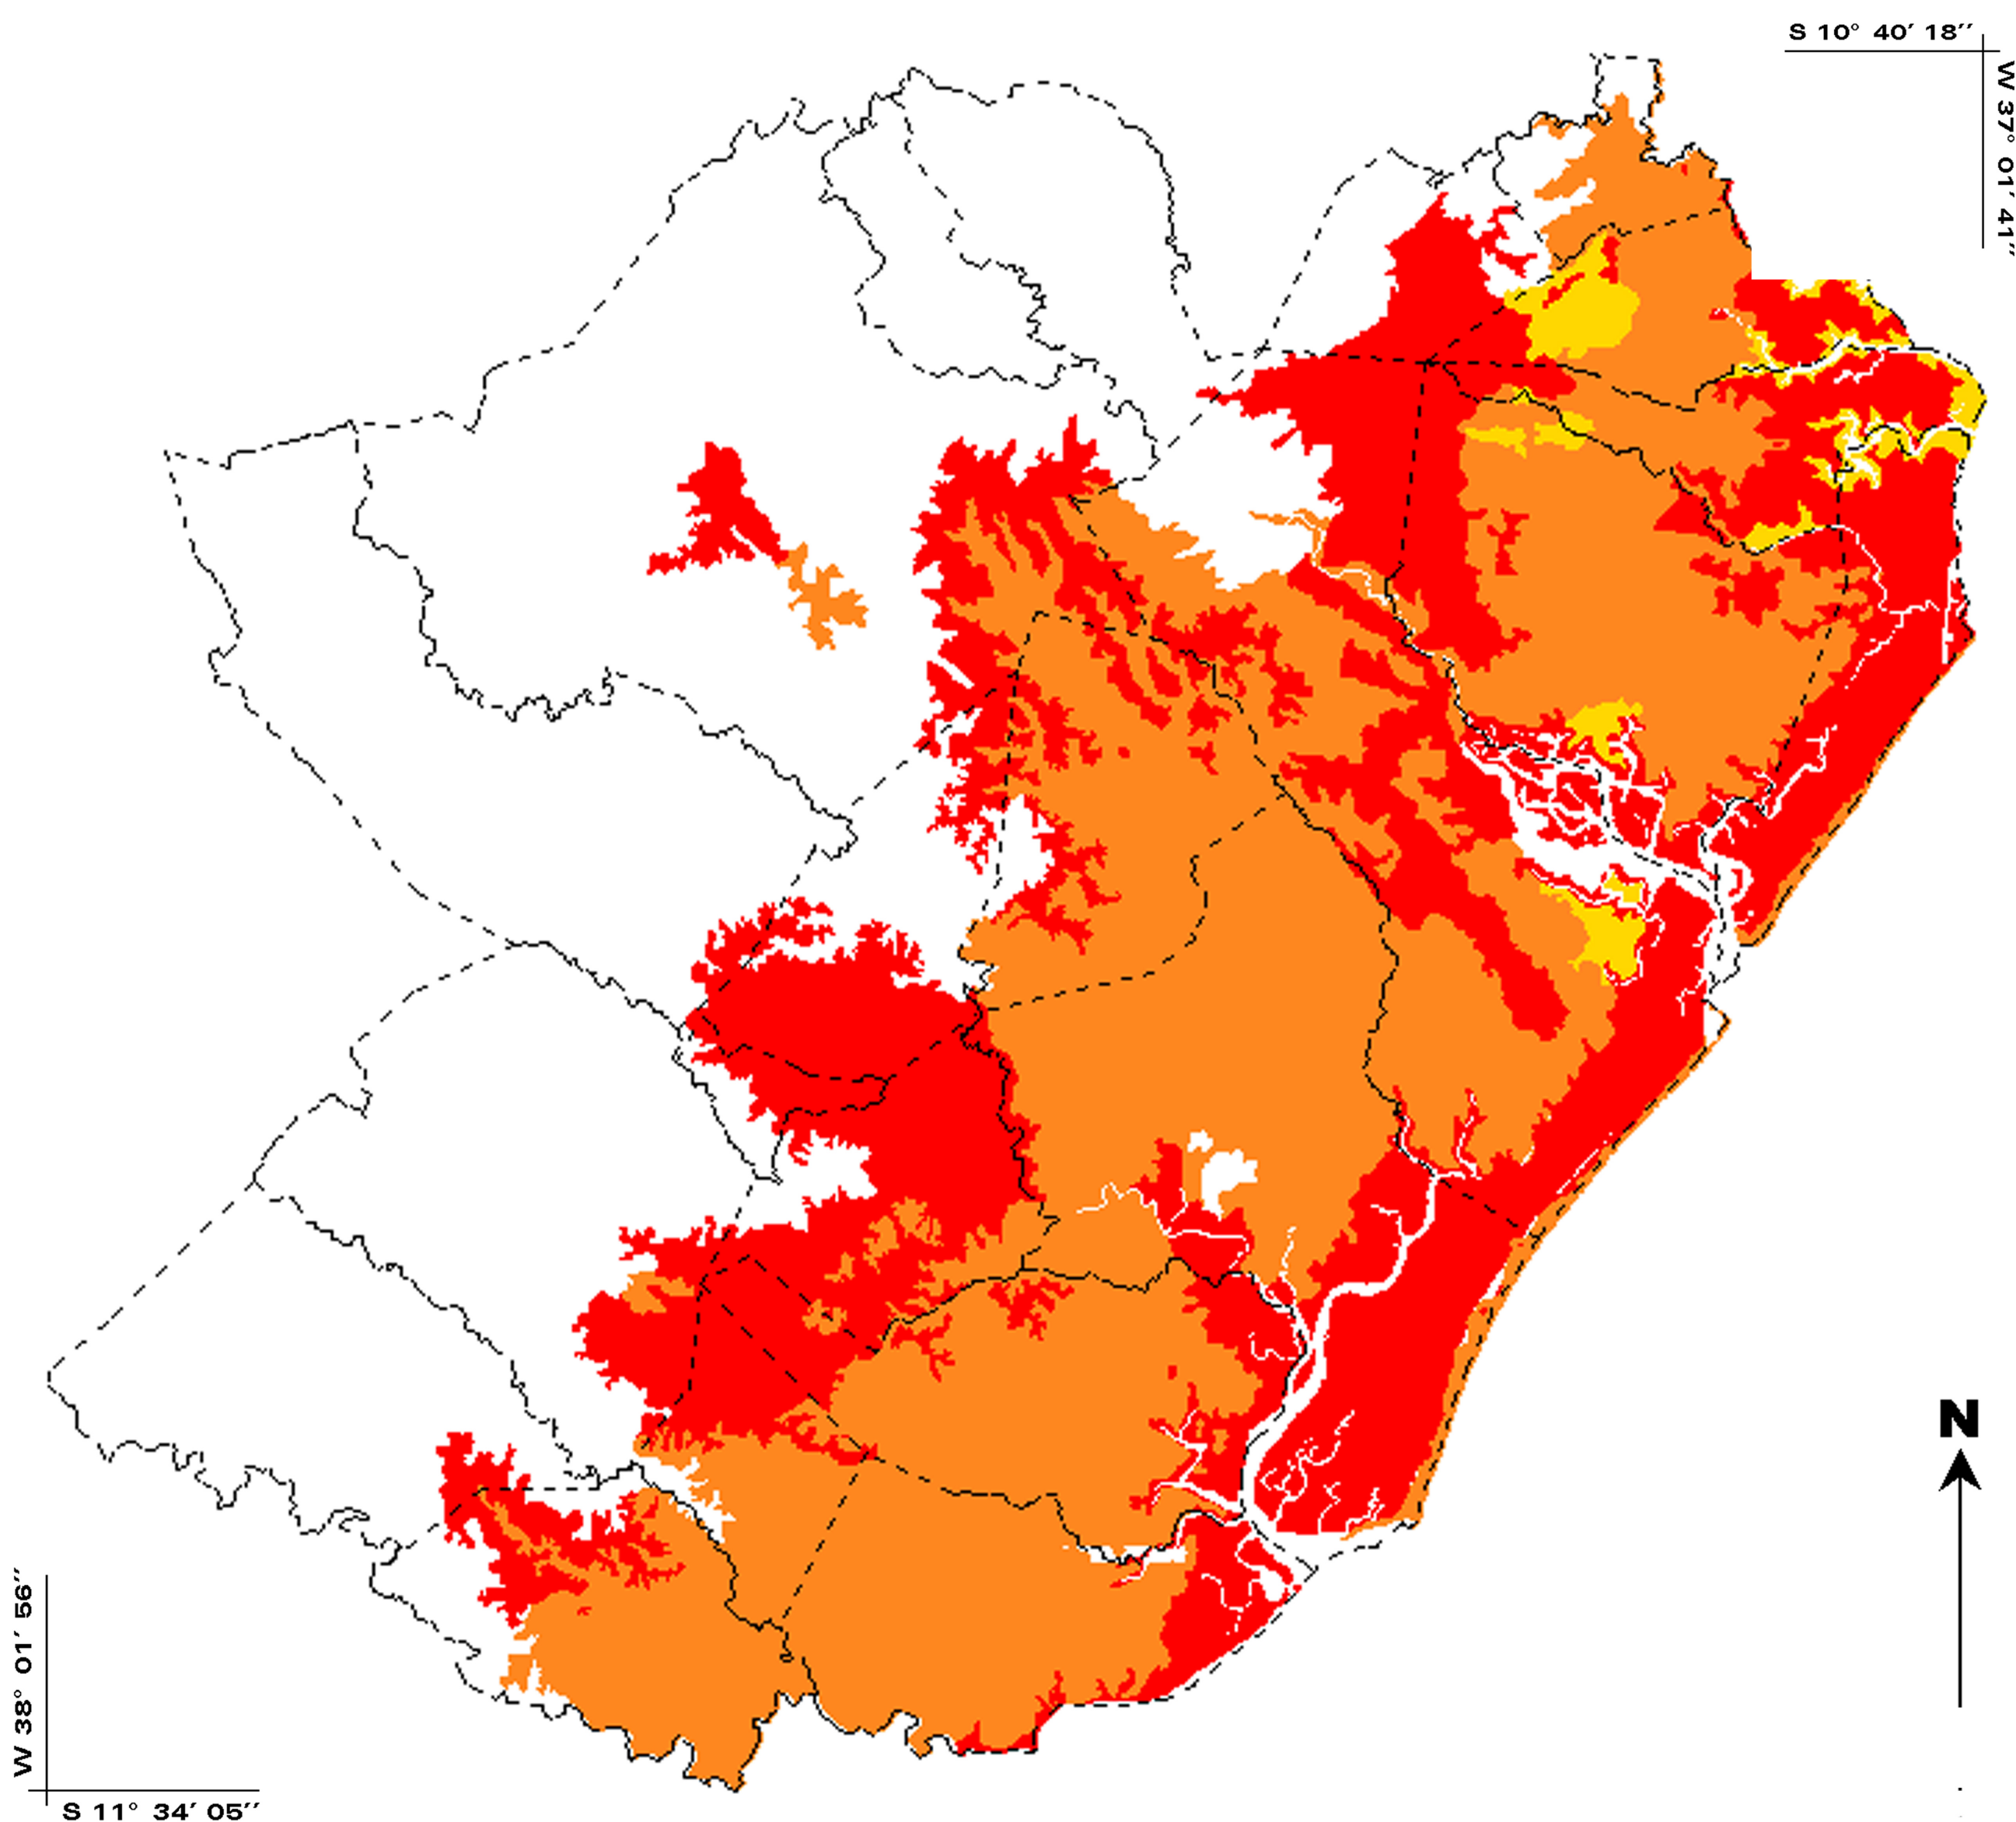 S 10° 40′ 18′′
W 37° 01′ 41′′
N
W 38° 01′ 56′′
S 11° 34′ 05′′